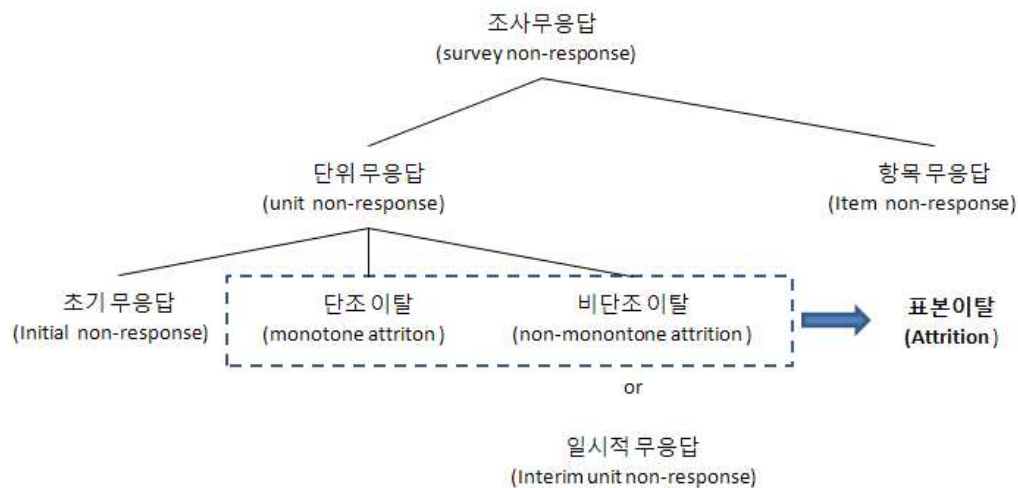 조사무응답
(survey non-response)
단위 무응답
(unit non-response)
항목 무응답
(Item non-response)
초기 무응답
(Initial non-response)
단조 이탈
(monotone attriton)
비단조 이탈
(non-monontone attrition)
표본이탈
(Attrition)
or
일시적 무응답
(Interim unit non-response)